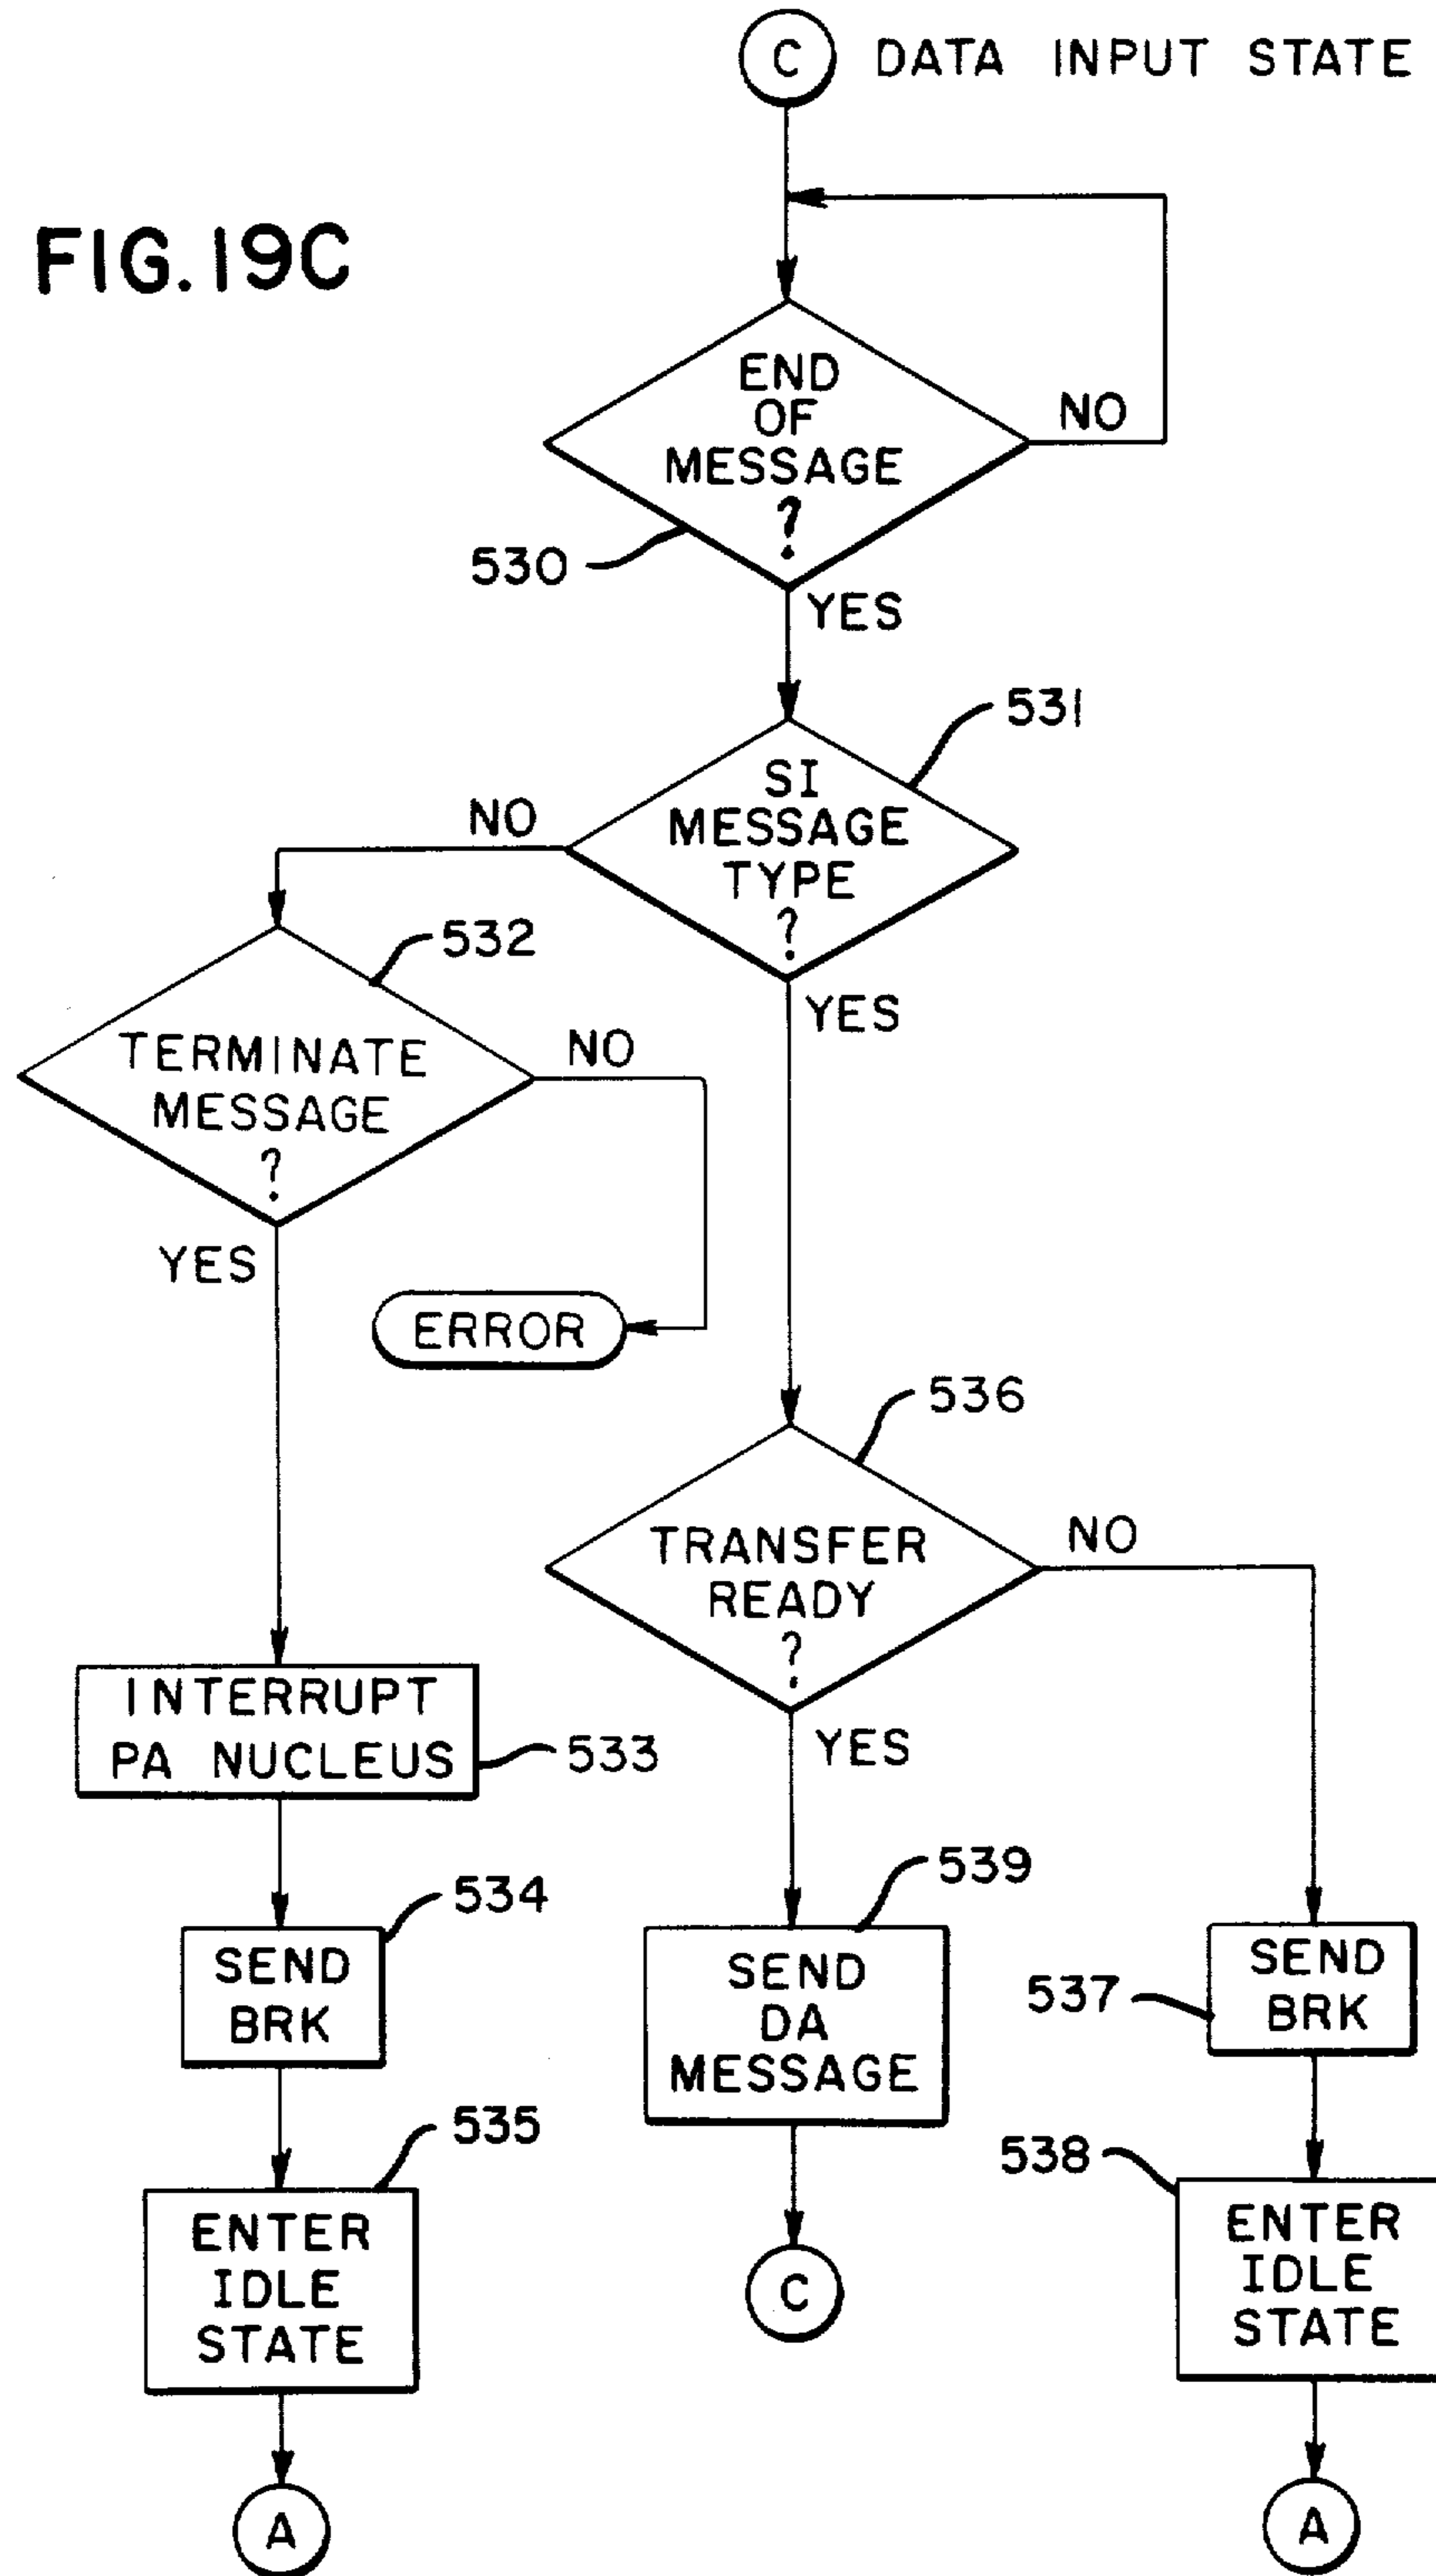 C DATA INPUT STATE
FIG. 19C
END
OF
MESSAGE
?
NO
530
YES
531
SI
MESSAGE
TYPE
?
NO
YES
532
TERMINATE
MESSAGE
?
NO
YES
ERROR
536
TRANSFER
READY
?
NO
YES
INTERRUPT
PA NUCLEUS
533
534
SEND
BRK
539
SEND
DA
MESSAGE
537
SEND
BRK
535
ENTER
IDLE
STATE
538
ENTER
IDLE
STATE
C
A
A